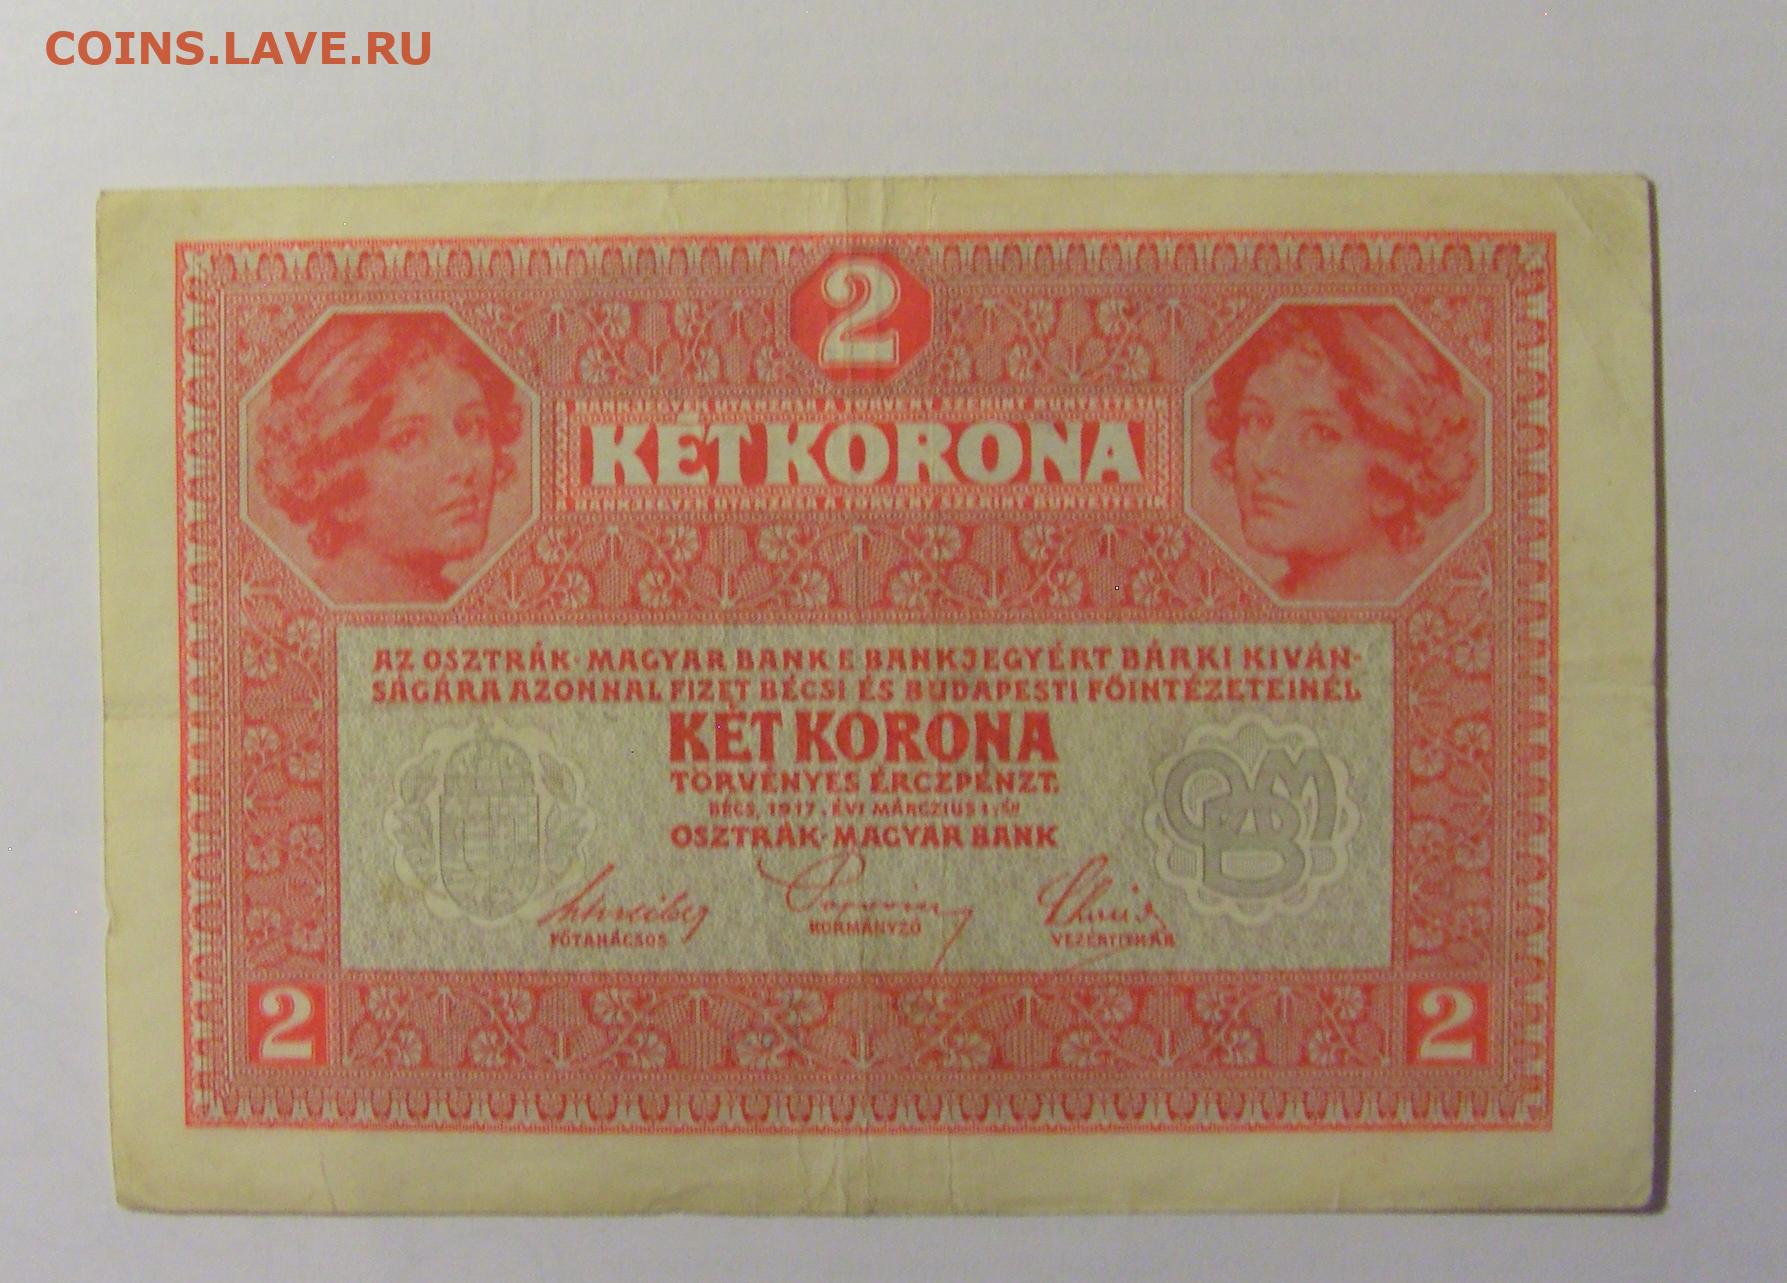 COINS.LAVE.RU
2
KÉT KORONA
AZ OSZTRÁK-MAGYAR BANK E BANKJEGYÉRT BÁRKI KIVÁN-
SÁGÁRA AZONNAL FIZET BÉCSI ÉS BUDAPESTI FŐINTÉZETEINÉL
KÉT KORONA
TÖRVÉNYES ÉRCZPÉNZT.
BÉCS, 1917. ÉVI MÁRCZIUS 1-ÉN
OSZTRÁK-MAGYAR BANK
FŐTANÁCSOS KORMÁNYZÓ VEZÉRTITKÁR
2 2